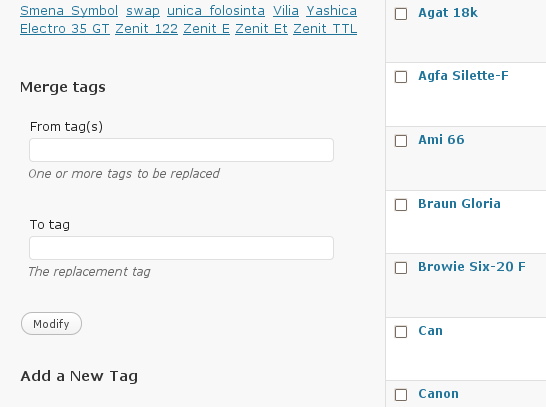 Smena Symbol swap unica folosinta Vilia Yashica
Electro 35 GT Zenit 122 Zenit E Zenit Et Zenit TTL
Merge tags
From tag(s)
One or more tags to be replaced
To tag
The replacement tag
Modify
Add a New Tag
Agat 18k
Agfa Silette-F
Ami 66
Braun Gloria
Browie Six-20 F
Can
Canon